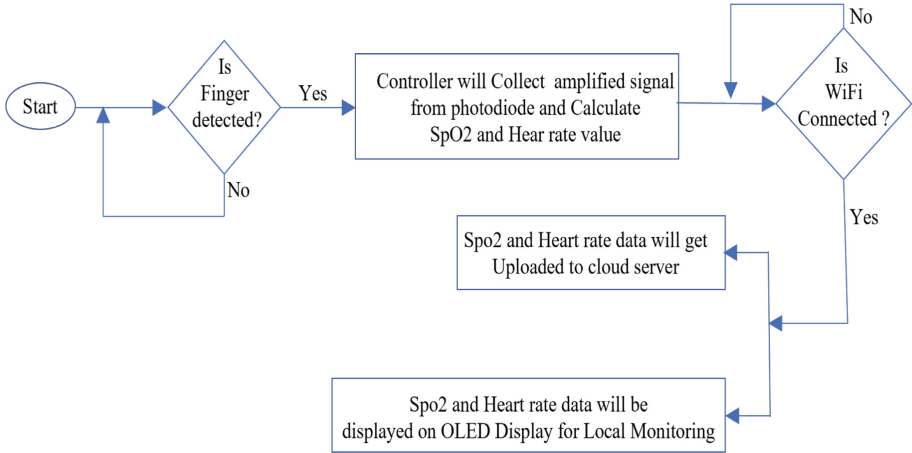 Start
Is
Finger
detected?
Yes
No
Controller will Collect amplified signal
from photodiode and Calculate
SpO2 and Hear rate value
No
Is
WiFi
Connected ?
Yes
Spo2 and Heart rate data will get
Uploaded to cloud server
Spo2 and Heart rate data will be
displayed on OLED Display for Local Monitoring